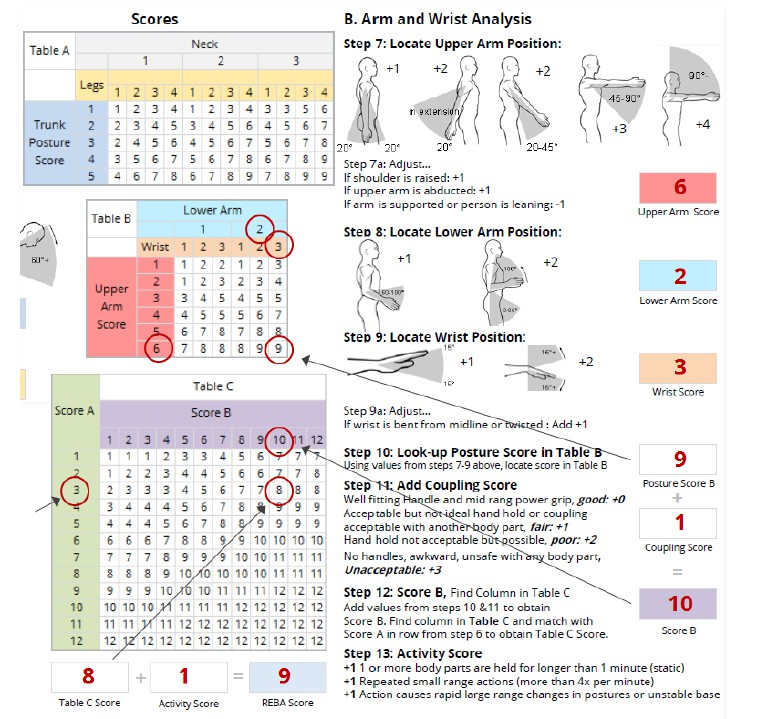 Scores
Table A
Neck
1 2 3
Legs
1 2 3 4 1 2 3 4 1 2 3 4
Trunk
Posture
Score
1 1 2 3 4 1 2 3 4 3 3 5 6
2 2 3 4 5 3 4 5 6 4 5 6 7
3 2 4 5 6 4 5 6 7 5 6 7 8
4 3 5 6 7 5 6 7 8 6 7 8 9
5 4 6 7 8 6 7 8 9 7 8 9 9
60°+
Table B
Lower Arm
1 2
Wrist 1 2 3 1 2 3
Upper
Arm
Score
1 1 2 2 1 2 3
2 1 2 3 2 3 4
3 3 4 5 4 5 5
4 4 5 5 5 6 7
5 6 7 8 7 8 8
6 7 8 8 8 9 9
Table C
Score A
Score B
1 2 3 4 5 6 7 8 9 10 11 12
1 1 1 1 2 3 3 4 5 6 7 7 7
2 1 2 2 3 4 4 5 6 6 7 7 8
3 2 3 3 3 4 5 6 7 7 8 8 8
4 3 4 4 4 5 6 7 8 8 9 9 9
5 4 4 4 5 6 7 8 8 9 9 9 9
6 6 6 6 7 8 8 9 9 10 10 10 10
7 7 7 7 8 9 9 9 10 10 11 11 11
8 8 8 8 9 10 10 10 10 10 11 11 11
9 9 9 9 10 10 10 11 11 11 12 12 12
10 10 10 10 11 11 11 11 12 12 12 12 12
11 11 11 11 11 12 12 12 12 12 12 12 12
12 12 12 12 12 12 12 12 12 12 12 12 12
8 + 1 = 9
Table C Score Activity Score REBA Score
B. Arm and Wrist Analysis
Step 7: Locate Upper Arm Position:
+1 +2 +2 +3 +4
in extension
45-90°
90°-
20° 20° 20° 20-45°
Step 7a: Adjust...
If shoulder is raised: +1
If upper arm is abducted: +1
If arm is supported or person is leaning: -1
6
Upper Arm Score
Step 8: Locate Lower Arm Position:
+1 +2
60-100°
100°
2
Lower Arm Score
Step 9: Locate Wrist Position:
15°
+1
15°
15°+
+2
15°+
3
Wrist Score
Step 9a: Adjust...
If wrist is bent from midline or twisted : Add +1
Step 10: Look-up Posture Score in Table B
Using values from steps 7-9 above, locate score in Table B
9
Posture Score B
+
Step 11: Add Coupling Score
Well fitting Handle and mid rang power grip, good: +0
Acceptable but not ideal hand hold or coupling
acceptable with another body part, fair: +1
Hand hold not acceptable but possible, poor: +2
No handles, awkward, unsafe with any body part,
Unacceptable: +3
1
Coupling Score
=
Step 12: Score B, Find Column in Table C
Add values from steps 10 &11 to obtain
Score B. Find column in Table C and match with
Score A in row from step 6 to obtain Table C Score.
10
Score B
Step 13: Activity Score
+1 1 or more body parts are held for longer than 1 minute (static)
+1 Repeated small range actions (more than 4x per minute)
+1 Action causes rapid large range changes in postures or unstable base